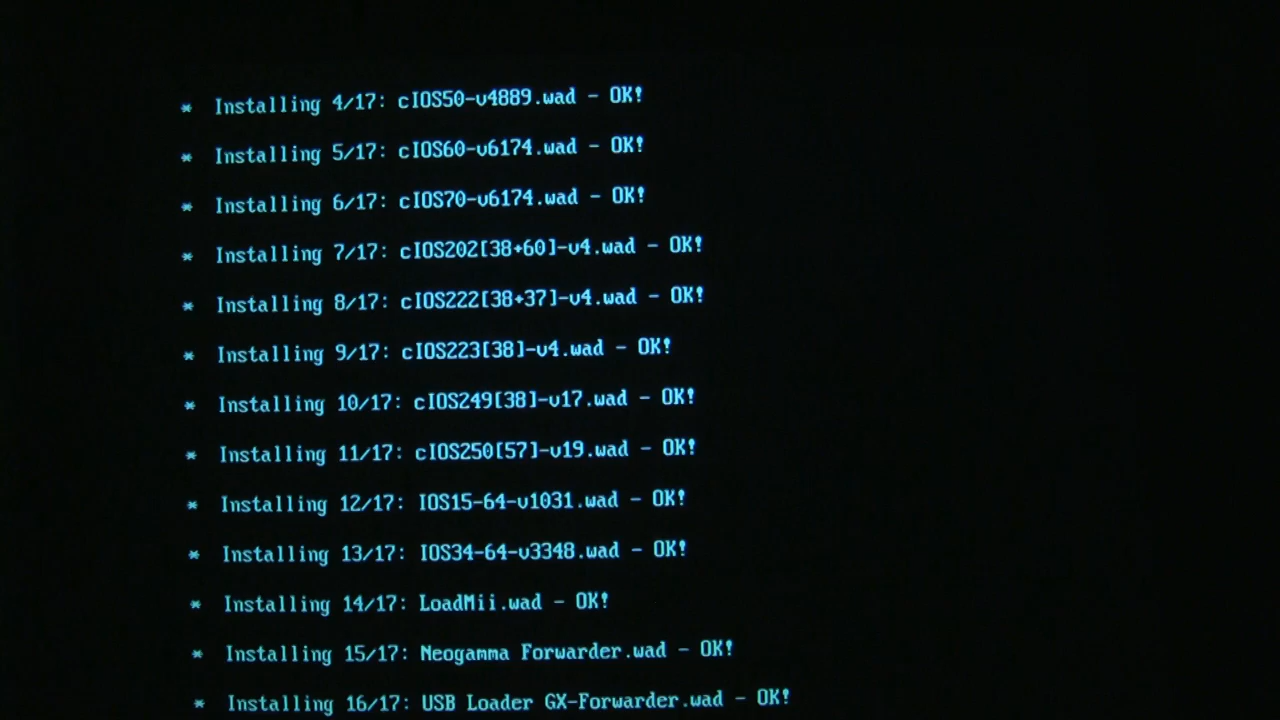 * Installing 4/17: cIOS50-v4889.wad - OK!
* Installing 5/17: cIOS60-v6174.wad - OK!
* Installing 6/17: cIOS70-v6174.wad - OK!
* Installing 7/17: cIOS202[38+60]-v4.wad - OK!
* Installing 8/17: cIOS222[38+37]-v4.wad - OK!
* Installing 9/17: cIOS223[38]-v4.wad - OK!
* Installing 10/17: cIOS249[38]-v17.wad - OK!
* Installing 11/17: cIOS250[57]-v19.wad - OK!
* Installing 12/17: IOS15-64-v1031.wad - OK!
* Installing 13/17: IOS34-64-v3348.wad - OK!
* Installing 14/17: LoadMii.wad - OK!
* Installing 15/17: Neogamma Forwarder.wad - OK!
* Installing 16/17: USB Loader GX-Forwarder.wad - OK!